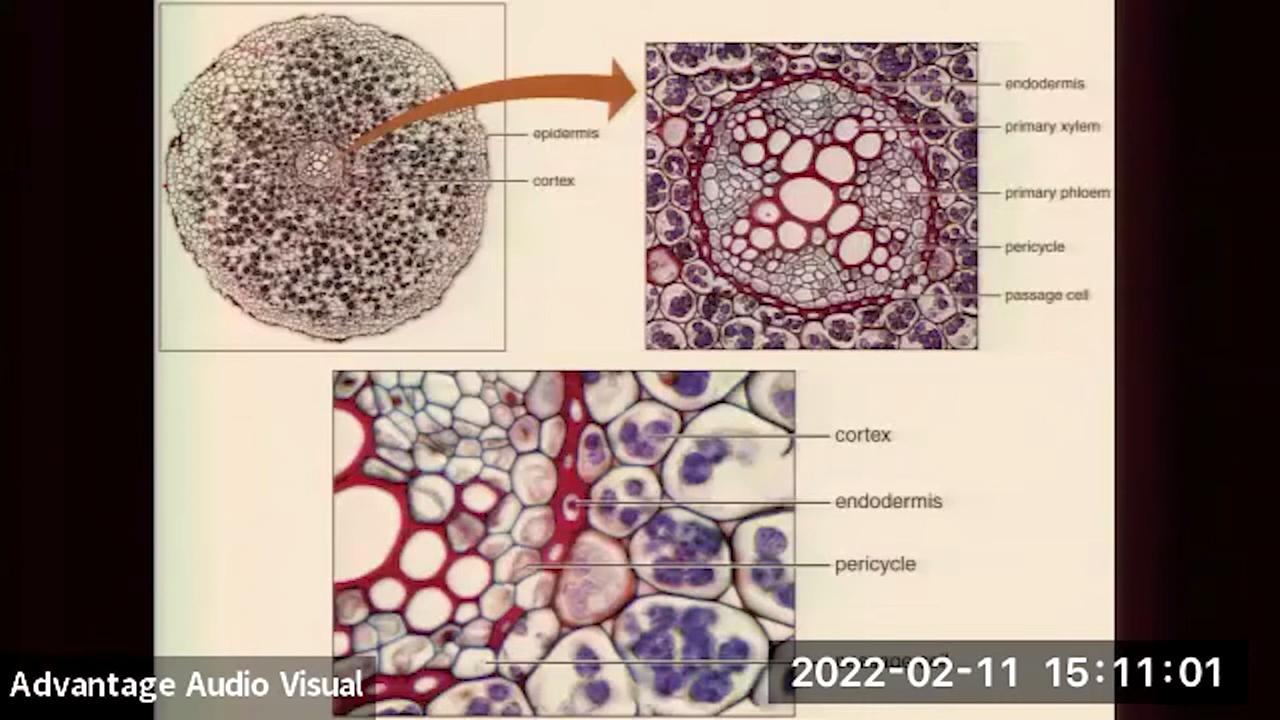 epidermis
cortex
endodermis
primary xylem
primary phloem
pericycle
passage cell
cortex
endodermis
pericycle
Advantage Audio Visual
2022-02-11 15:11:01